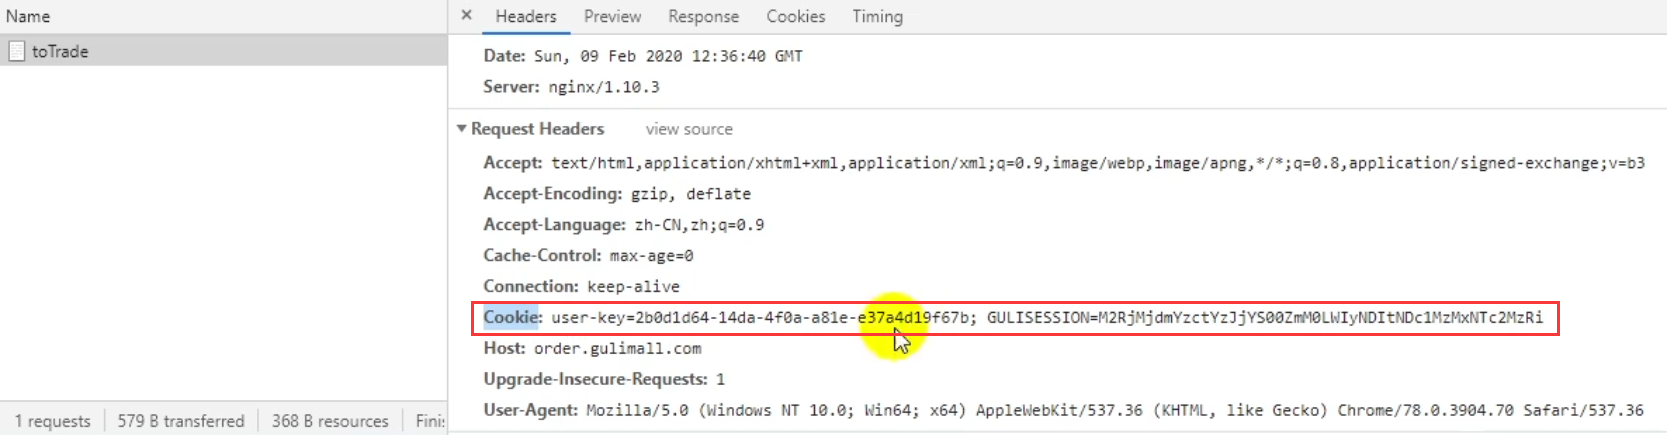 Name
× Headers Preview Response Cookies Timing
toTrade
Date: Sun, 09 Feb 2020 12:36:40 GMT
Server: nginx/1.10.3
▼ Request Headers view source
Accept: text/html,application/xhtml+xml,application/xml;q=0.9,image/webp,image/apng,*/*;q=0.8,application/signed-exchange;v=b3
Accept-Encoding: gzip, deflate
Accept-Language: zh-CN,zh;q=0.9
Cache-Control: max-age=0
Connection: keep-alive
Cookie: user-key=2b0d1d64-14da-4f0a-a81e-e37a4d19f67b; GULISESSION=M2RjMjdmYzctYzJjYS00ZmM0LWIyNDItNDc1MzMxNTc2MzRi
Host: order.gulimall.com
Upgrade-Insecure-Requests: 1
User-Agent: Mozilla/5.0 (Windows NT 10.0; Win64; x64) AppleWebKit/537.36 (KHTML, like Gecko) Chrome/78.0.3904.70 Safari/537.36
1 requests 579 B transferred 368 B resources Fini